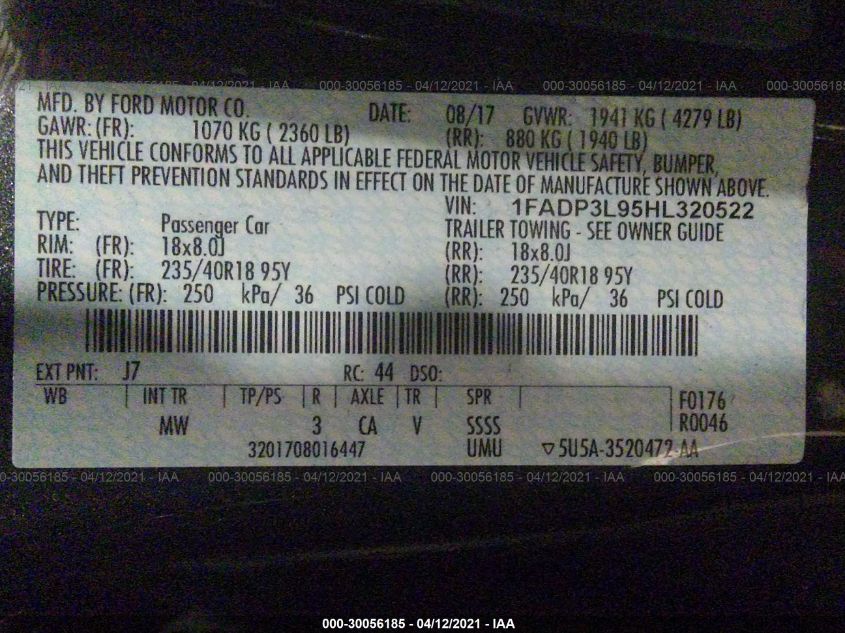 000-30056185 - 04/12/2021 - IAA
000-30056185 - 04/12/2021 - IAA
000-30056185 - 04/12/2021 - IAA
MFD. BY FORD MOTOR CO. DATE: 08/17 GVWR: 1941 KG ( 4279 LB)
GAWR: (FR): 1070 KG ( 2360 LB) (RR): 880 KG ( 1940 LB)
THIS VEHICLE CONFORMS TO ALL APPLICABLE FEDERAL MOTOR VEHICLE SAFETY, BUMPER,
AND THEFT PREVENTION STANDARDS IN EFFECT ON THE DATE OF MANUFACTURE SHOWN ABOVE.
VIN: 1FADP3L95HL320522
TYPE: Passenger Car TRAILER TOWING - SEE OWNER GUIDE
RIM: (FR): 18x8.0J (RR): 18x8.0J
TIRE: (FR): 235/40R18 95Y (RR): 235/40R18 95Y
PRESSURE: (FR): 250 kPa/ 36 PSI COLD (RR): 250 kPa/ 36 PSI COLD
EXT PNT: J7 RC: 44 DSO:
WB INT TR TP/PS R AXLE TR SPR F0176
MW 3 CA V SSSS R0046
3201708016447 UMU ▽5U5A-3520472-AA
000-30056185 - 04/12/2021 - IAA
000-30056185 - 04/12/2021 - IAA
000-30056185 - 04/12/2021 - IAA
000-30056185 - 04/12/2021 - IAA